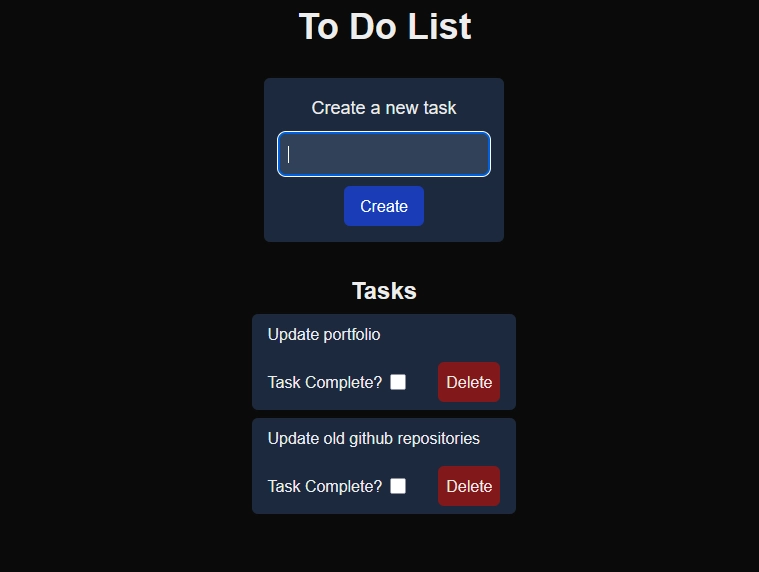 To Do List
Create a new task
Create
Tasks
Update portfolio
Task Complete? Delete
Update old github repositories
Task Complete? Delete